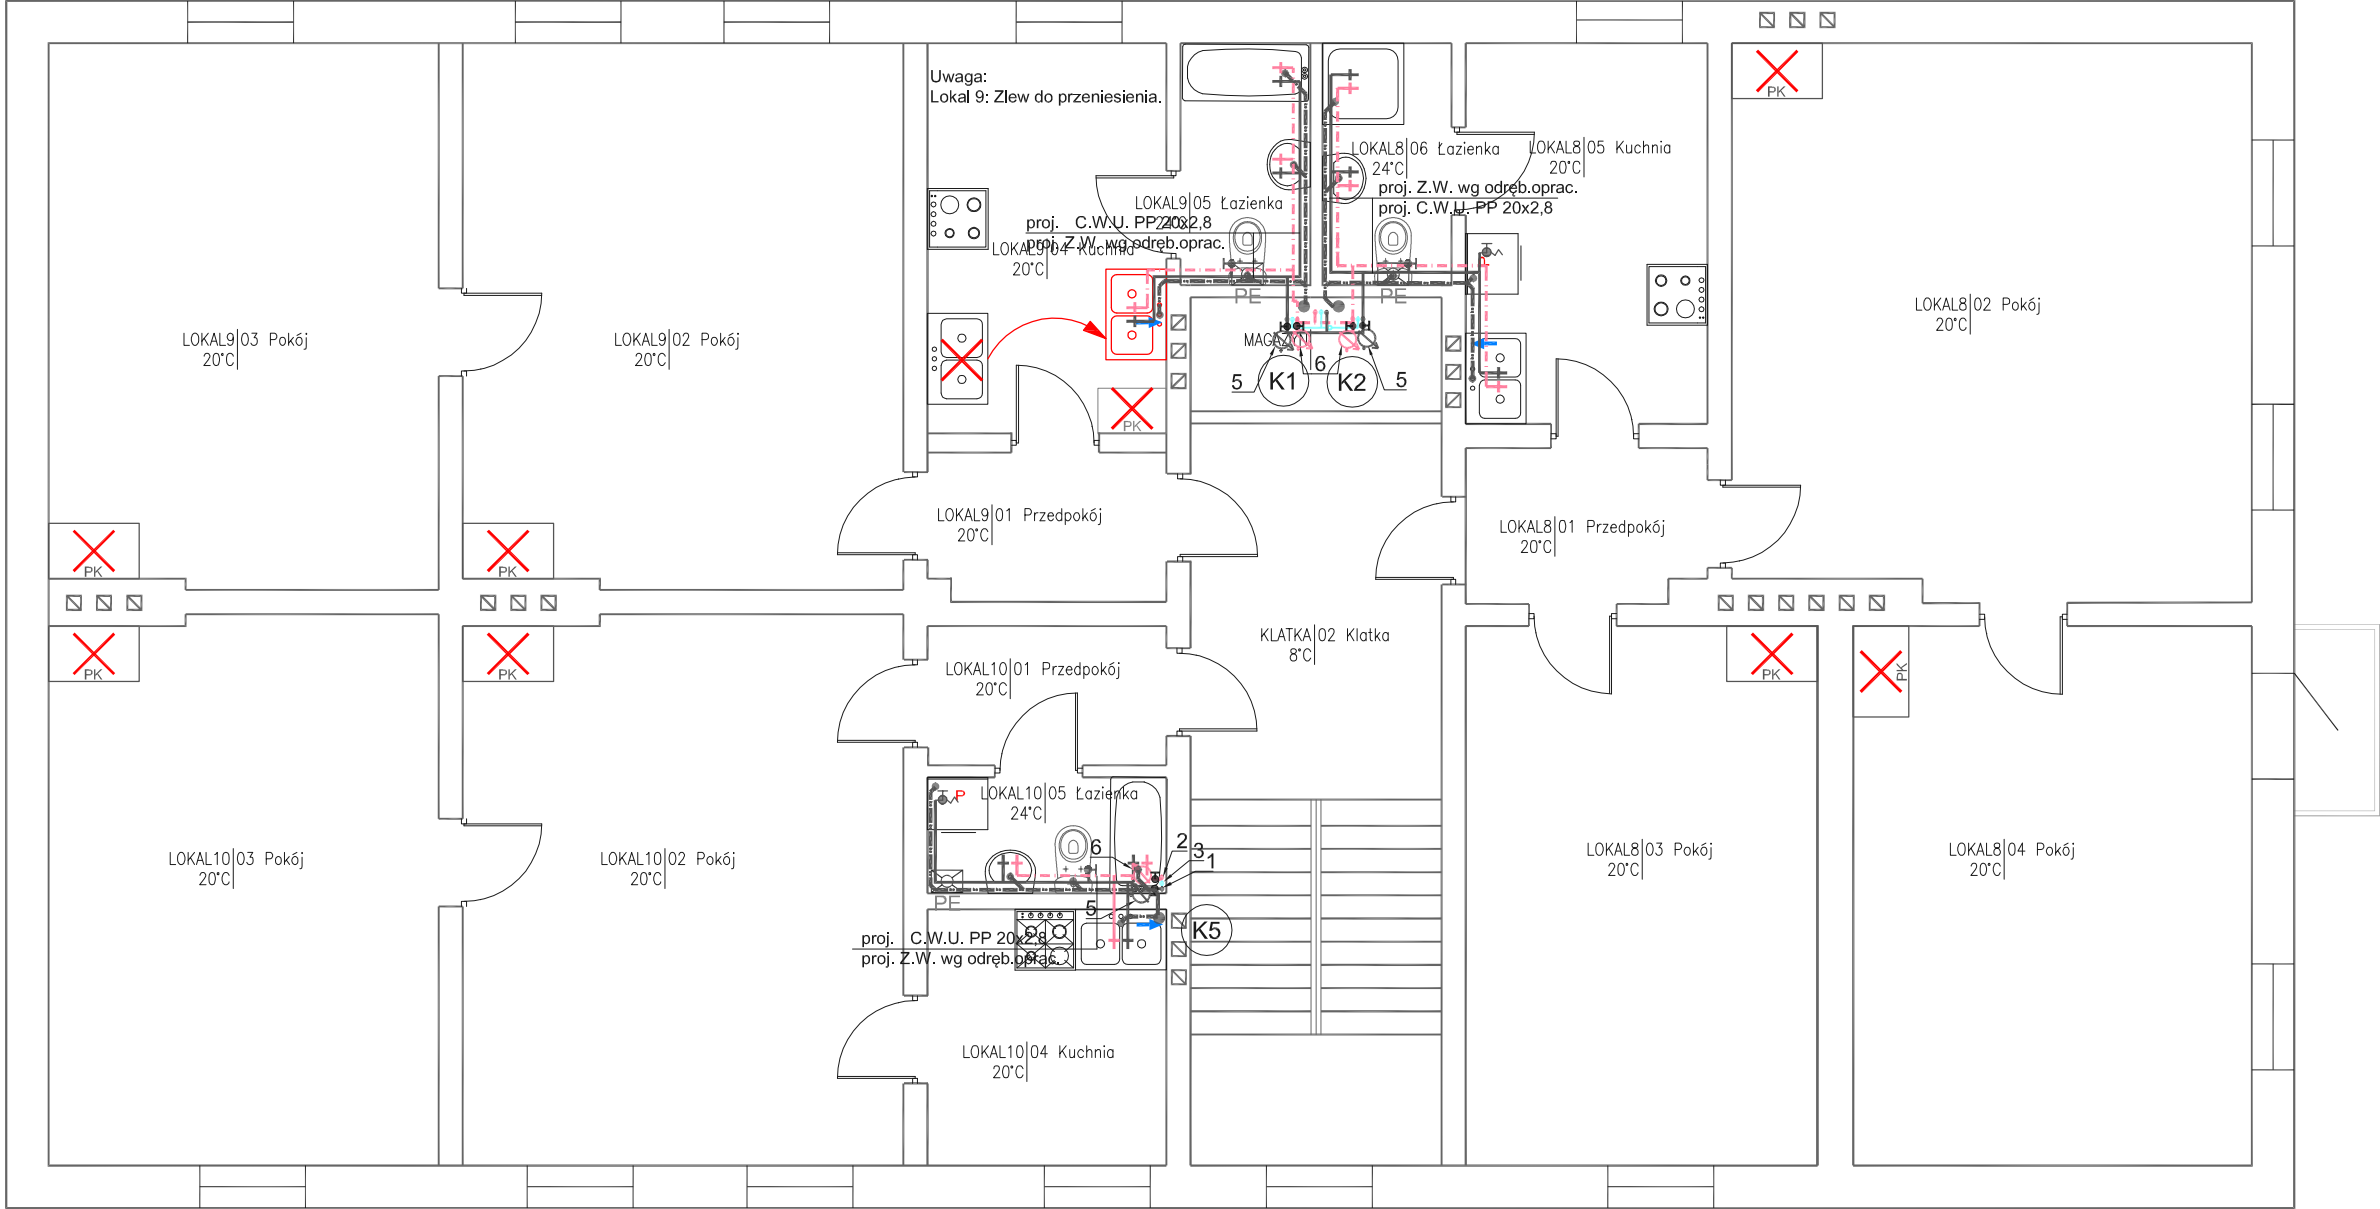 Uwaga:
Lokal 9: Zlew do przeniesienia.
PK
LOKAL8 06 Łazienka
24°C
LOKAL8 05 Kuchnia
20°C
proj. Z.W. wg odręb.oprac.
proj. C.W.U. PP 20x2,8
LOKAL9 05 Łazienka
24°C
proj. C.W.U. PP 20x2,8
proj. Z.W. wg odręb.oprac.
LOKAL9 04 Kuchnia
20°C
PE
PE
LOKAL9 03 Pokój
20°C
LOKAL9 02 Pokój
20°C
MAGAZYN
6
5
K1
K2
5
LOKAL8 02 Pokój
20°C
PK
LOKAL9 01 Przedpokój
20°C
LOKAL8 01 Przedpokój
20°C
PK
PK
KLATKA 02 Klatka
8°C
PK
PK
PK
PK
LOKAL10 01 Przedpokój
20°C
P
LOKAL10 05 Łazienka
24°C
6
2
3
1
5
PE
K5
LOKAL10 03 Pokój
20°C
LOKAL10 02 Pokój
20°C
LOKAL8 03 Pokój
20°C
LOKAL8 04 Pokój
20°C
proj. C.W.U. PP 20x2,8
proj. Z.W. wg odręb.oprac.
LOKAL10 04 Kuchnia
20°C